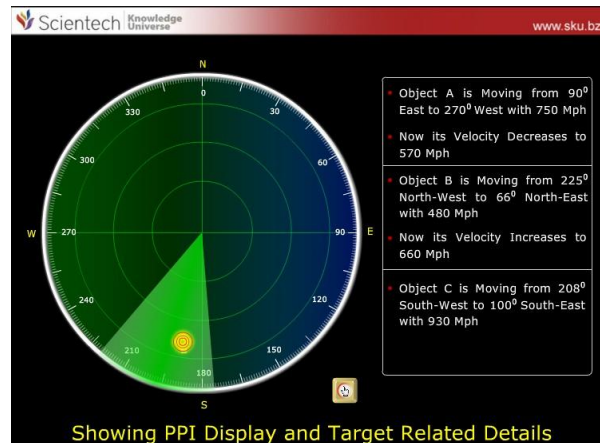 Scientech Knowledge
Universe
www.sku.bz
N
0
30
60
90
E
120
150
180
S
210
240
270
W
300
330
Object A is Moving from 90⁰
East to 270⁰ West with 750 Mph
Now its Velocity Decreases to
570 Mph
Object B is Moving from 225⁰
North-West to 66⁰ North-East
with 480 Mph
Now its Velocity Increases to
660 Mph
Object C is Moving from 208⁰
South-West to 100⁰ South-East
with 930 Mph
Showing PPI Display and Target Related Details